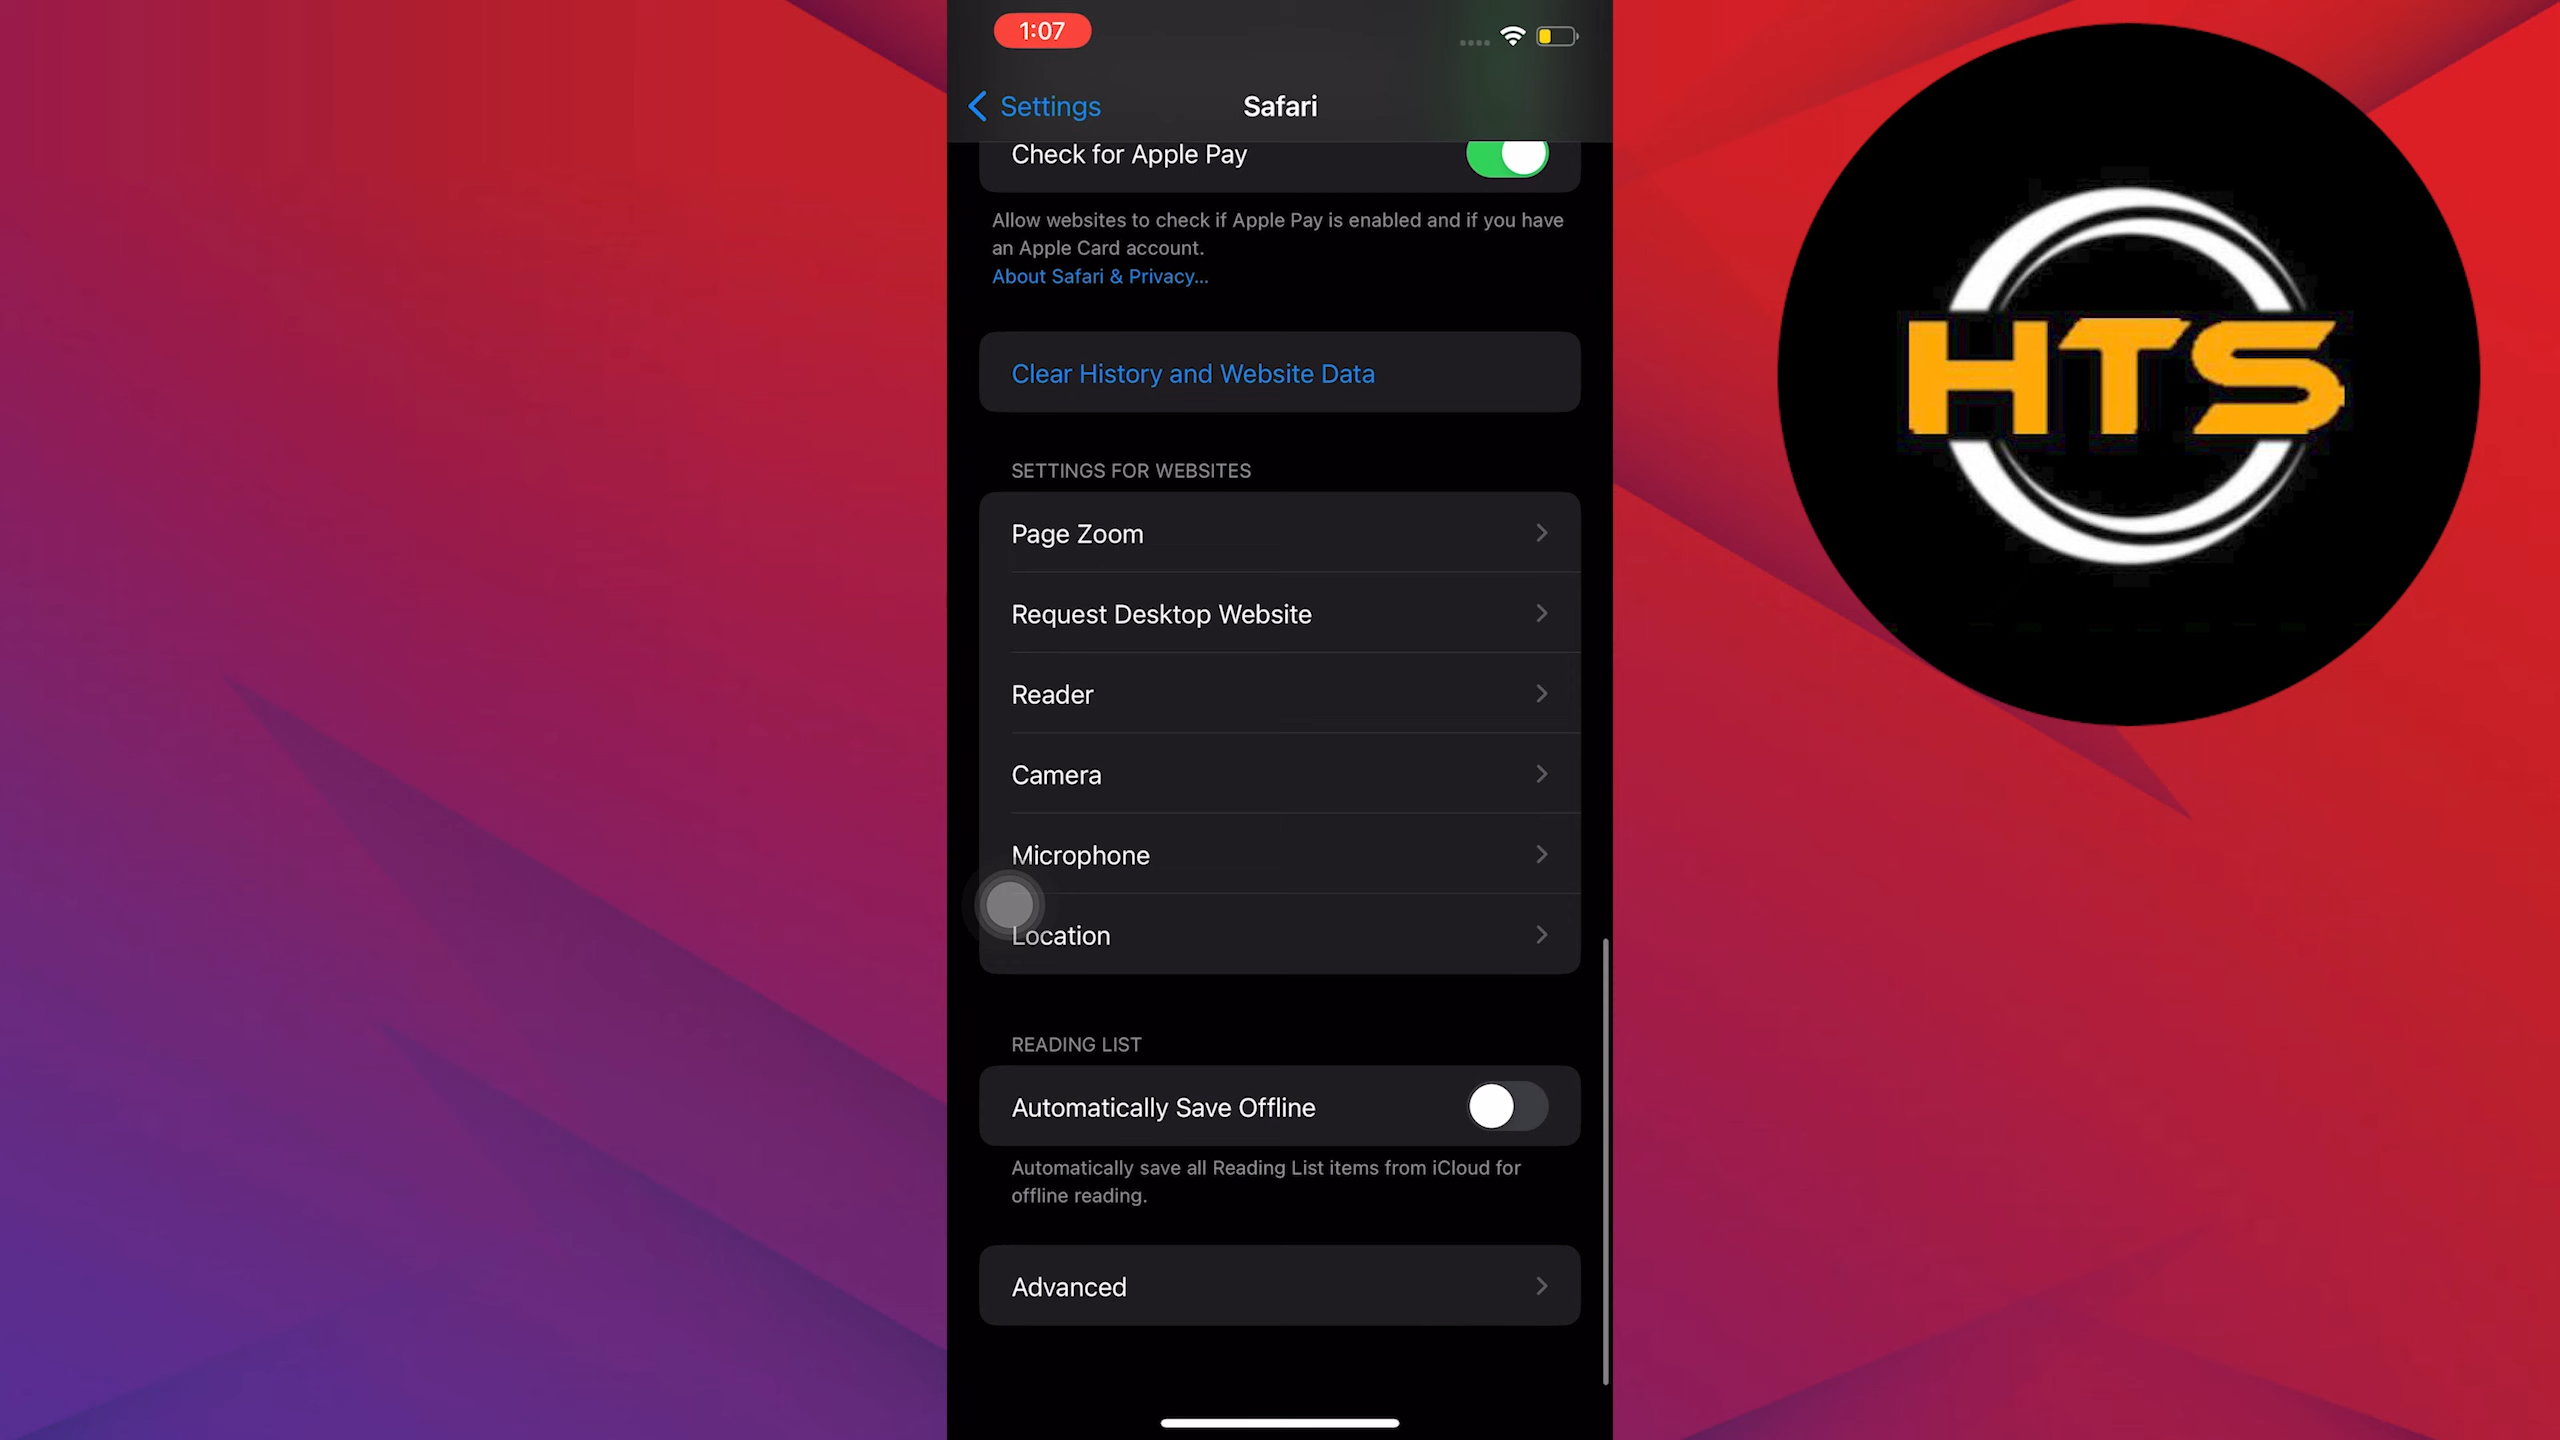 1:07
Settings
Safari
Check for Apple Pay
Allow websites to check if Apple Pay is enabled and if you have
an Apple Card account.
About Safari & Privacy...
Clear History and Website Data
SETTINGS FOR WEBSITES
Page Zoom
Request Desktop Website
Reader
Camera
Microphone
Location
READING LIST
Automatically Save Offline
Automatically save all Reading List items from iCloud for
offline reading.
Advanced
HTS